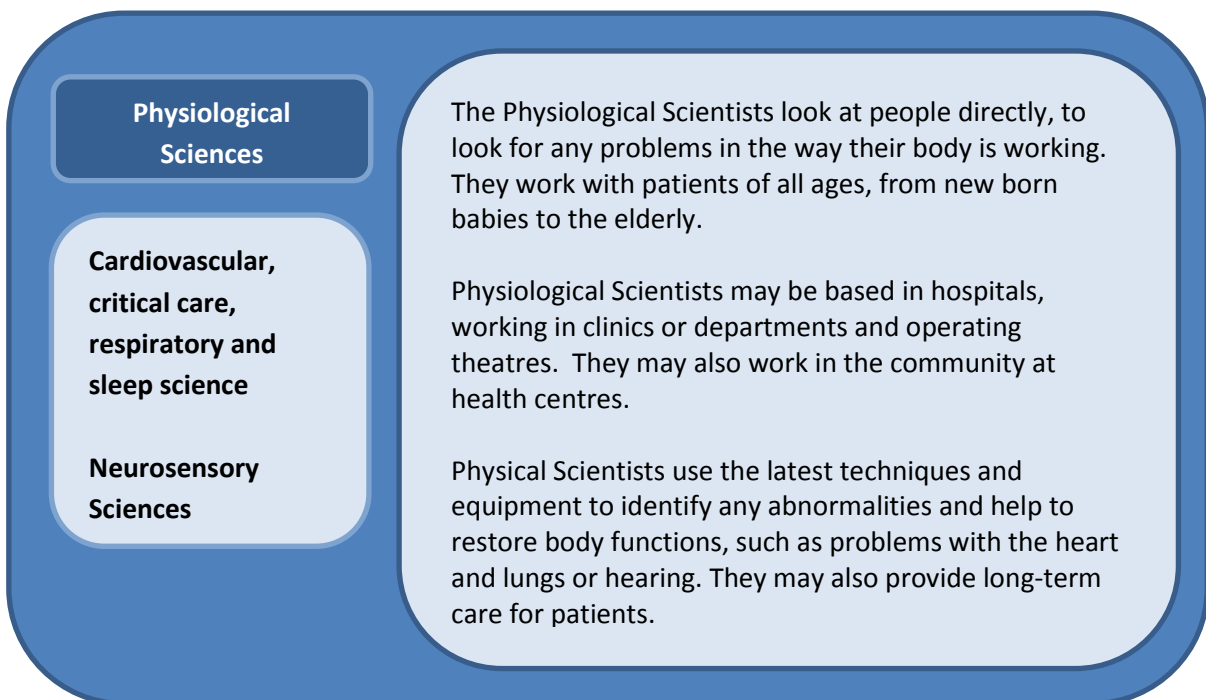 Physiological
Sciences
Cardiovascular,
critical care,
respiratory and
sleep science
Neurosensory
Sciences
The Physiological Scientists look at people directly, to
look for any problems in the way their body is working.
They work with patients of all ages, from new born
babies to the elderly.
Physiological Scientists may be based in hospitals,
working in clinics or departments and operating
theatres.  They may also work in the community at
health centres.
Physical Scientists use the latest techniques and
equipment to identify any abnormalities and help to
restore body functions, such as problems with the heart
and lungs or hearing. They may also provide long-term
care for patients.